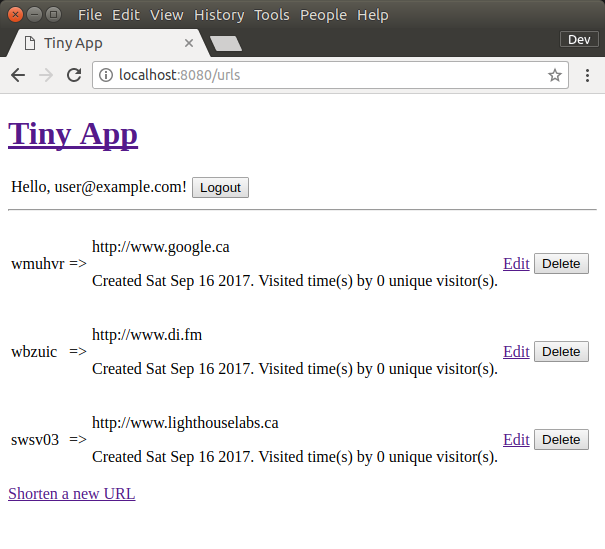 File Edit View History Tools People Help
Tiny App
Dev
localhost:8080/urls
Tiny App
Hello, user@example.com! Logout
http://www.google.ca
wmuhvr => Edit Delete
Created Sat Sep 16 2017. Visited time(s) by 0 unique visitor(s).
http://www.di.fm
wbzuic => Edit Delete
Created Sat Sep 16 2017. Visited time(s) by 0 unique visitor(s).
http://www.lighthouselabs.ca
swsv03 => Edit Delete
Created Sat Sep 16 2017. Visited time(s) by 0 unique visitor(s).
Shorten a new URL